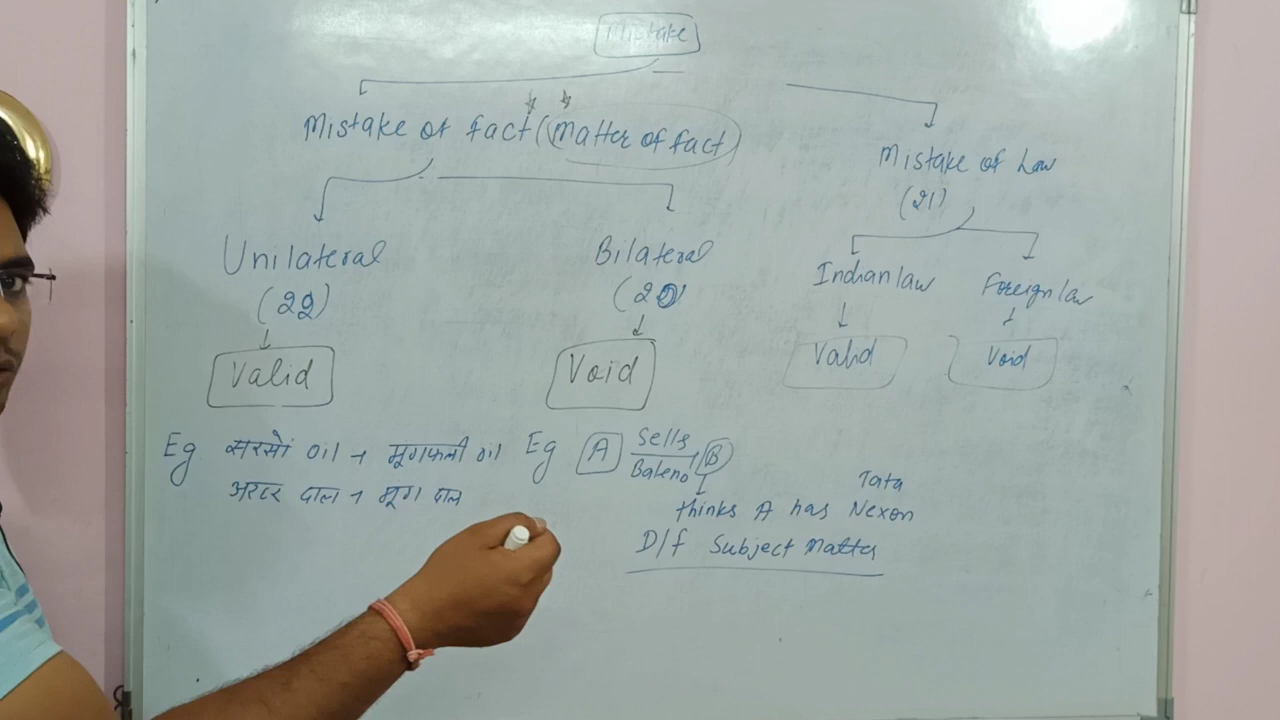 Mistake
Mistake of fact (Matter of fact)
Mistake of Law
(21)
Unilateral
(22)
Valid
Bilateral
(20)
Void
Indian law
Valid
Foreign law
Void
Eg सरसों oil → मूंगफली oil
अरहर दाल → मूंग दाल
Eg A Sells B
Baleno
thinks A has Tata Nexon
D/f Subject Matter